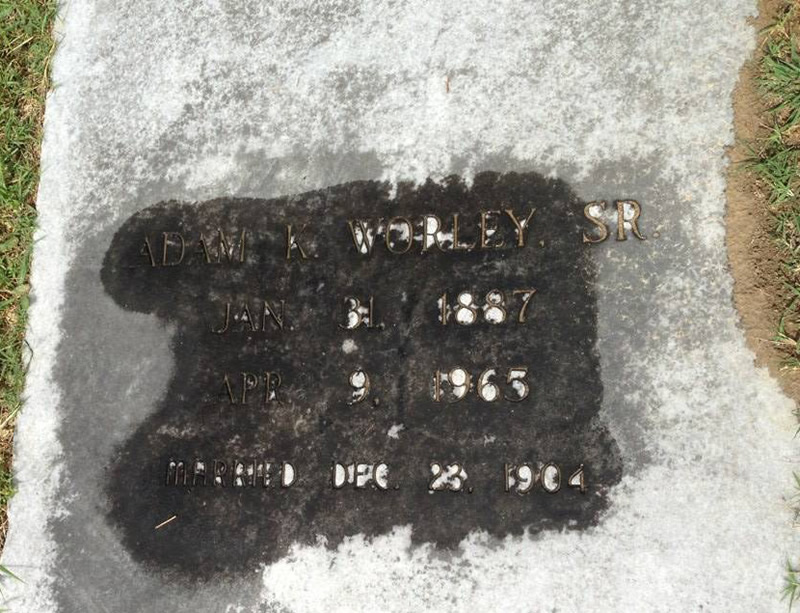 ADAM K. WORLEY, SR.
JAN. 31, 1887
APR. 9, 1965
MARRIED DEC. 23, 1904